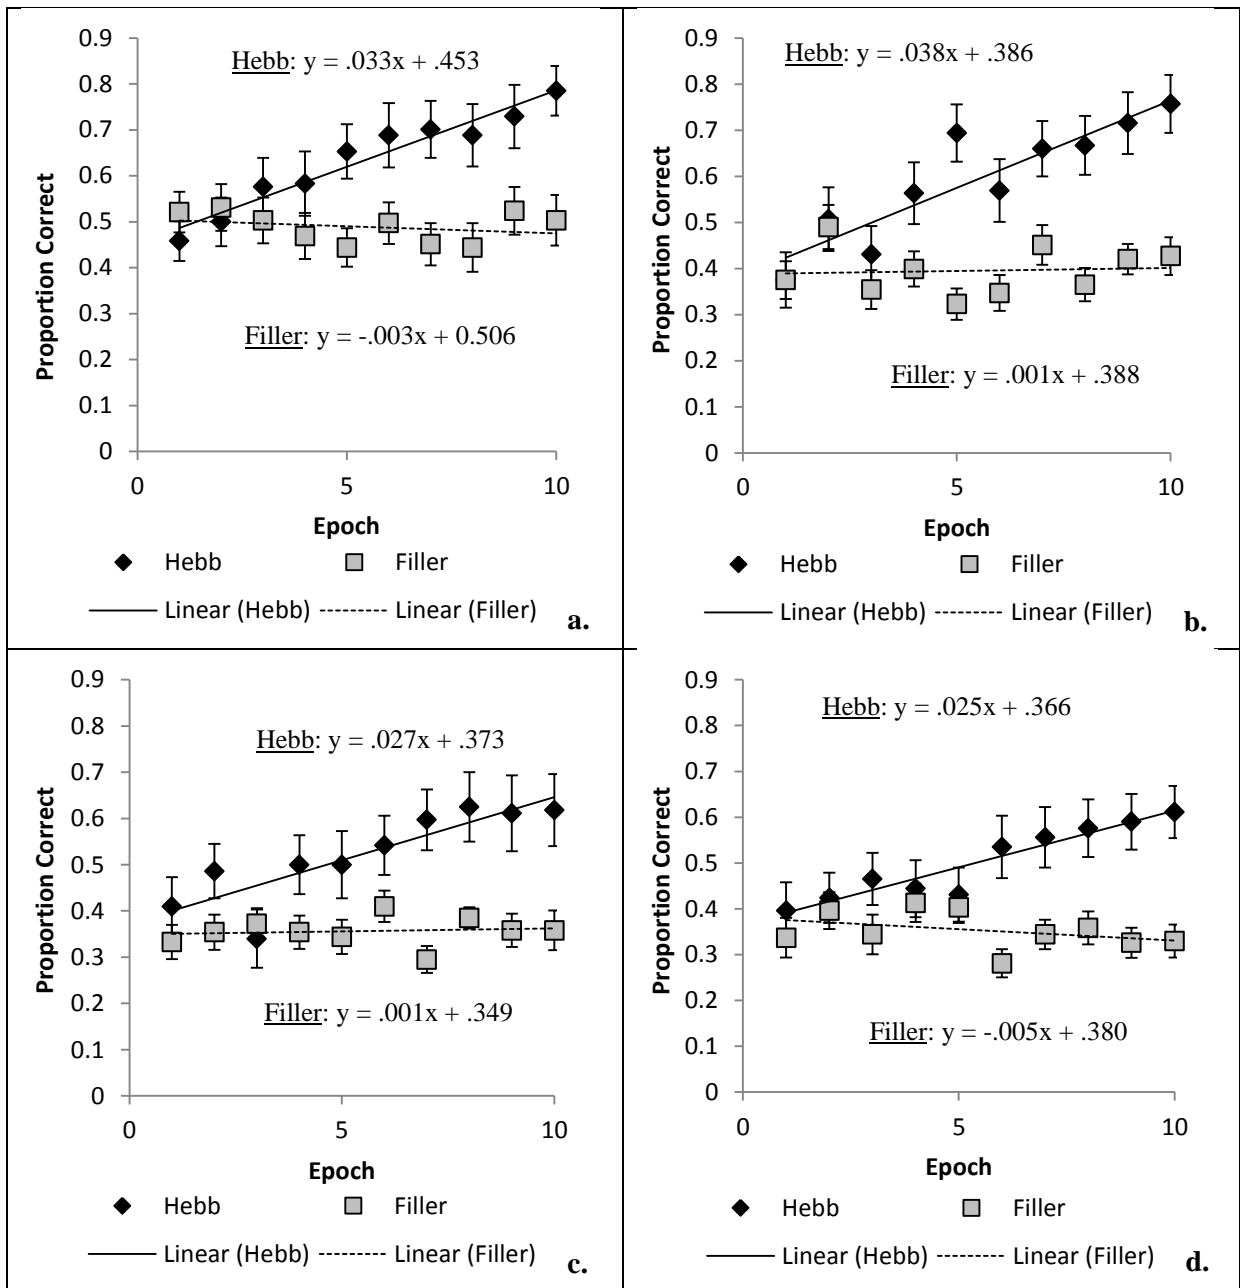 0.9
0.8
0.7
0.6
0.5
0.4
0.3
0.2
0.1
0
Proportion Correct
Hebb: y = .033x + .453
Filler: y = -.003x + 0.506
0 5 10
Epoch
Hebb Filler
Linear (Hebb) Linear (Filler)
a.
0.9
0.8
0.7
0.6
0.5
0.4
0.3
0.2
0.1
0
Proportion Correct
Hebb: y = .038x + .386
Filler: y = .001x + .388
0 5 10
Epoch
Hebb Filler
Linear (Hebb) Linear (Filler)
b.
0.9
0.8
0.7
0.6
0.5
0.4
0.3
0.2
0.1
0
Proportion Correct
Hebb: y = .027x + .373
Filler: y = .001x + .349
0 5 10
Epoch
Hebb Filler
Linear (Hebb) Linear (Filler)
c.
0.9
0.8
0.7
0.6
0.5
0.4
0.3
0.2
0.1
0
Proportion Correct
Hebb: y = .025x + .366
Filler: y = -.005x + .380
0 5 10
Epoch
Hebb Filler
Linear (Hebb) Linear (Filler)
d.